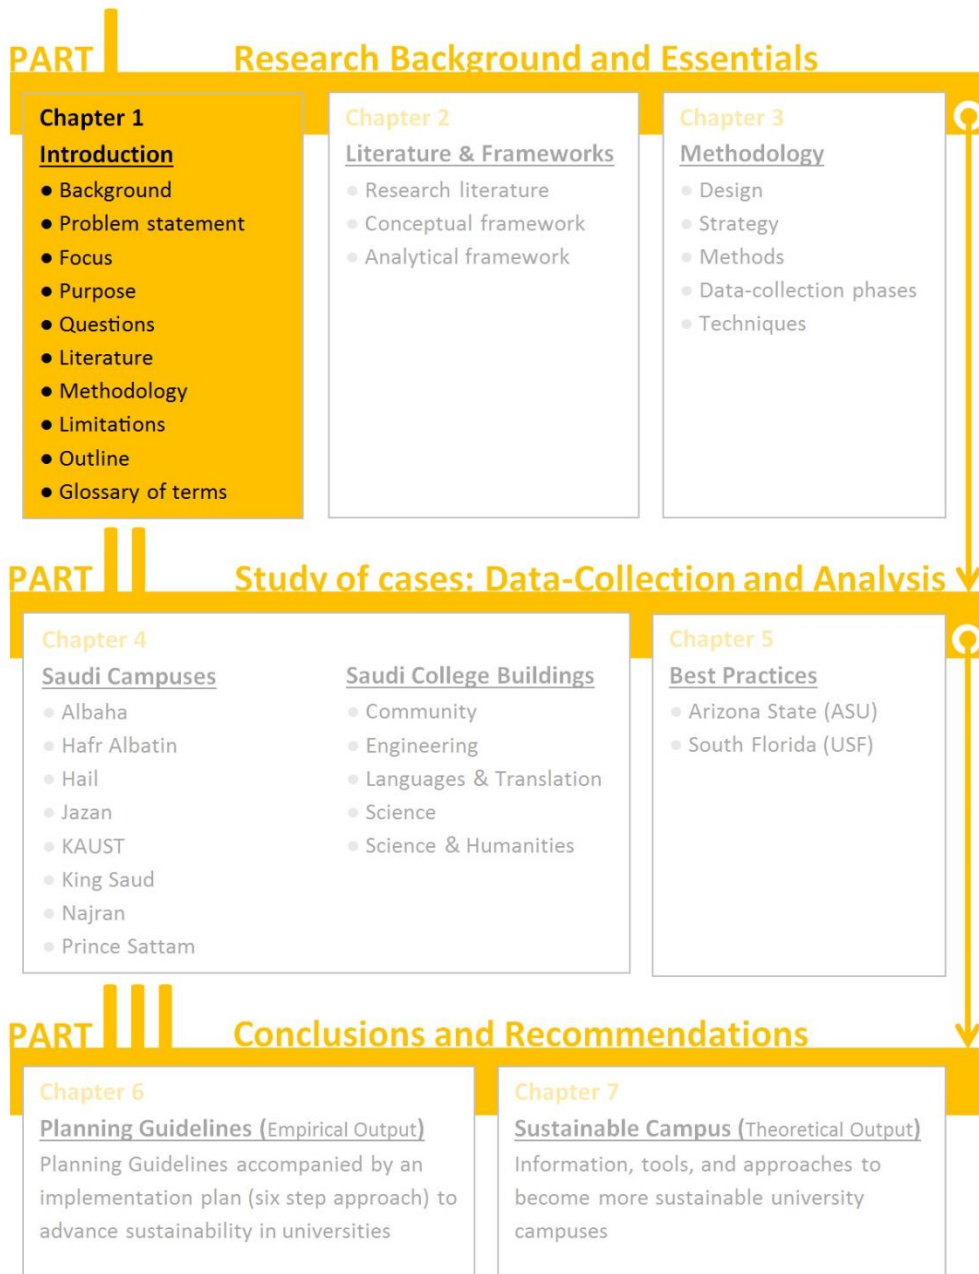 PART I Research Background and Essentials
Chapter 1
Introduction
● Background
● Problem statement
● Focus
● Purpose
● Questions
● Literature
● Methodology
● Limitations
● Outline
● Glossary of terms
Chapter 2
Literature & Frameworks
● Research literature
● Conceptual framework
● Analytical framework
Chapter 3
Methodology
● Design
● Strategy
● Methods
● Data-collection phases
● Techniques
PART II Study of cases: Data-Collection and Analysis
Chapter 4
Saudi Campuses
● Albaha
● Hafr Albatin
● Hail
● Jazan
● KAUST
● King Saud
● Najran
● Prince Sattam
Saudi College Buildings
● Community
● Engineering
● Languages & Translation
● Science
● Science & Humanities
Chapter 5
Best Practices
● Arizona State (ASU)
● South Florida (USF)
PART III Conclusions and Recommendations
Chapter 6
Planning Guidelines (Empirical Output)
Planning Guidelines accompanied by an
implementation plan (six step approach) to
advance sustainability in universities
Chapter 7
Sustainable Campus (Theoretical Output)
Information, tools, and approaches to
become more sustainable university
campuses